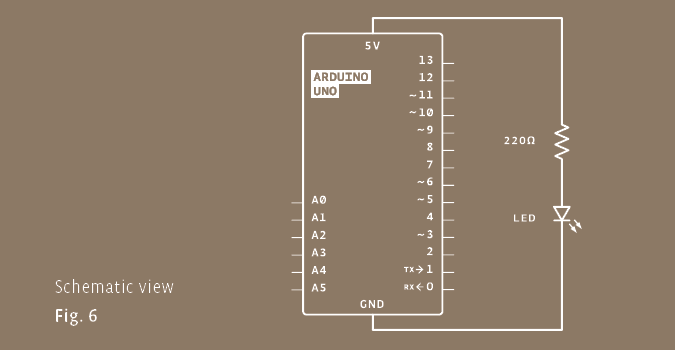 5V
ARDUINO
UNO
13
12
~11
~10
~9
8
7
~6
~5
4
~3
2
TX→1
RX←0
A0
A1
A2
A3
A4
A5
GND
220Ω
LED
Schematic view
Fig. 6